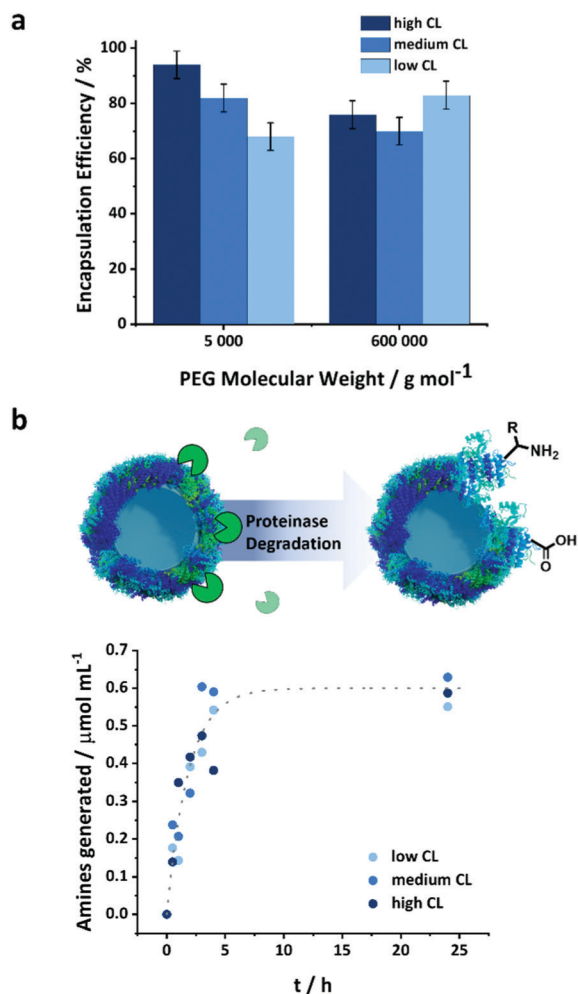 a
high CL
medium CL
low CL
Encapsulation Efficiency / %
100
80
60
40
20
0
5 000
600 000
PEG Molecular Weight / g mol⁻¹
b
Proteinase
Degradation
R
NH₂
OH
O
Amines generated / μmol mL⁻¹
0.7
0.6
0.5
0.4
0.3
0.2
0.1
0.0
low CL
medium CL
high CL
0
5
10
15
20
25
t / h